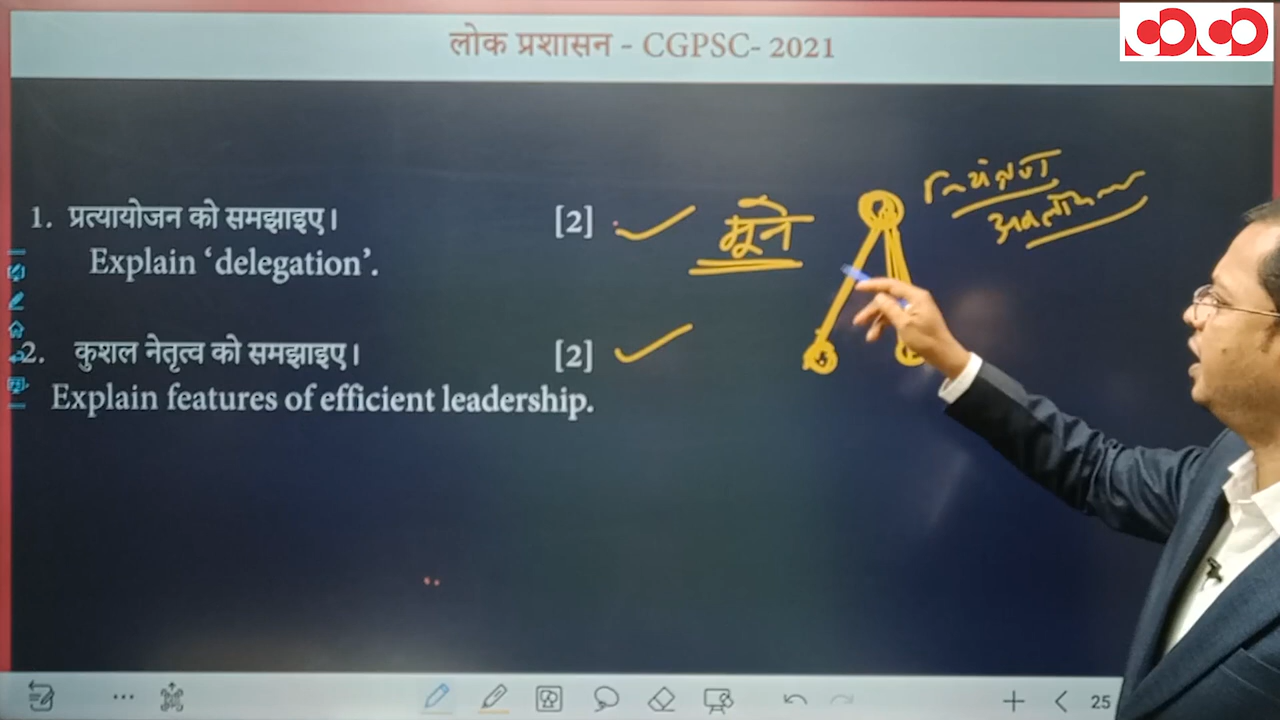 लोक प्रशासन - CGPSC- 2021
1. प्रत्यायोजन को समझाइए। [2]
Explain ‘delegation’.
मूने
नियंत्रण
2. कुशल नेतृत्व को समझाइए। [2]
Explain features of efficient leadership.
25